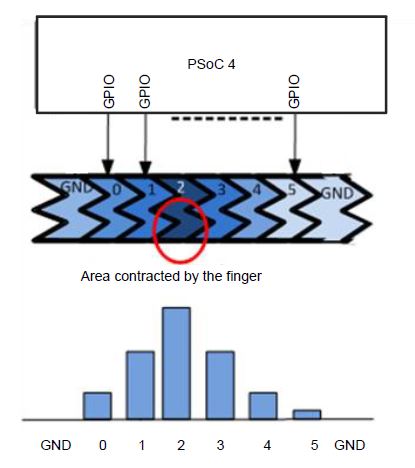 PSoC 4
GPIO GPIO GPIO
GND 0 1 2 3 4 5 GND
Area contracted by the finger
GND 0 1 2 3 4 5 GND